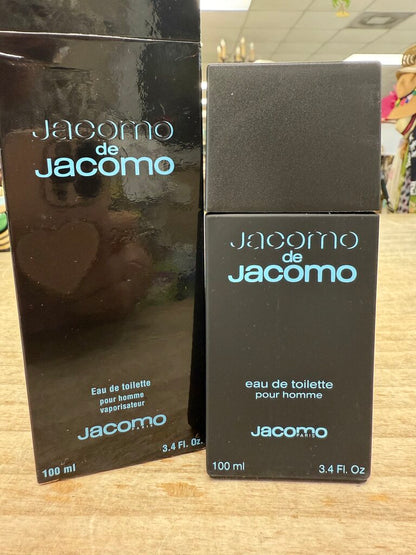 Jacomo
de
Jacomo
Eau de toilette
pour homme
vaporisateur
Jacomo
PARIS
100 ml
3.4 Fl. Oz.
Jacomo
de
Jacomo
eau de toilette
pour homme
Jacomo
PARIS
100 ml
3.4 Fl. Oz